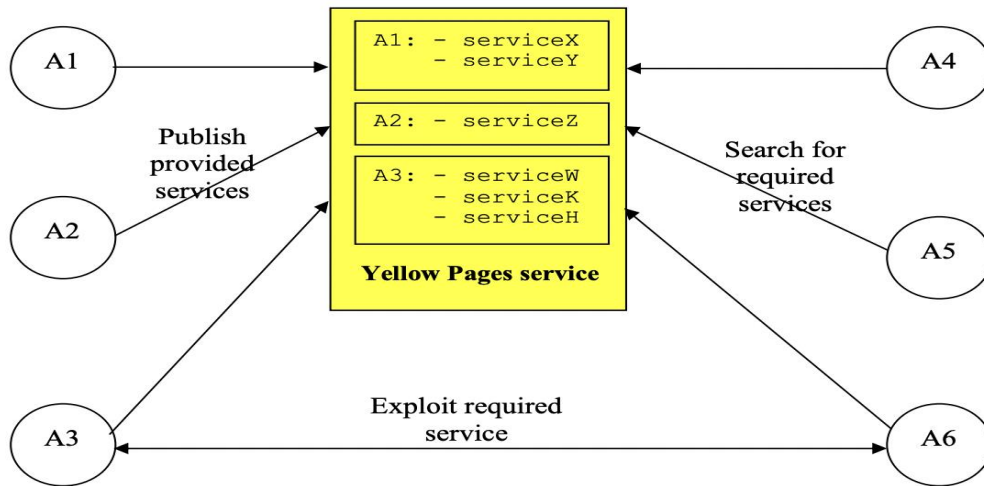 A1
A1: - serviceX
- serviceY
A4
A2: - serviceZ
Publish
provided
services
Search for
required
services
A3: - serviceW
- serviceK
- serviceH
A2
A5
Yellow Pages service
Exploit required
service
A3
A6